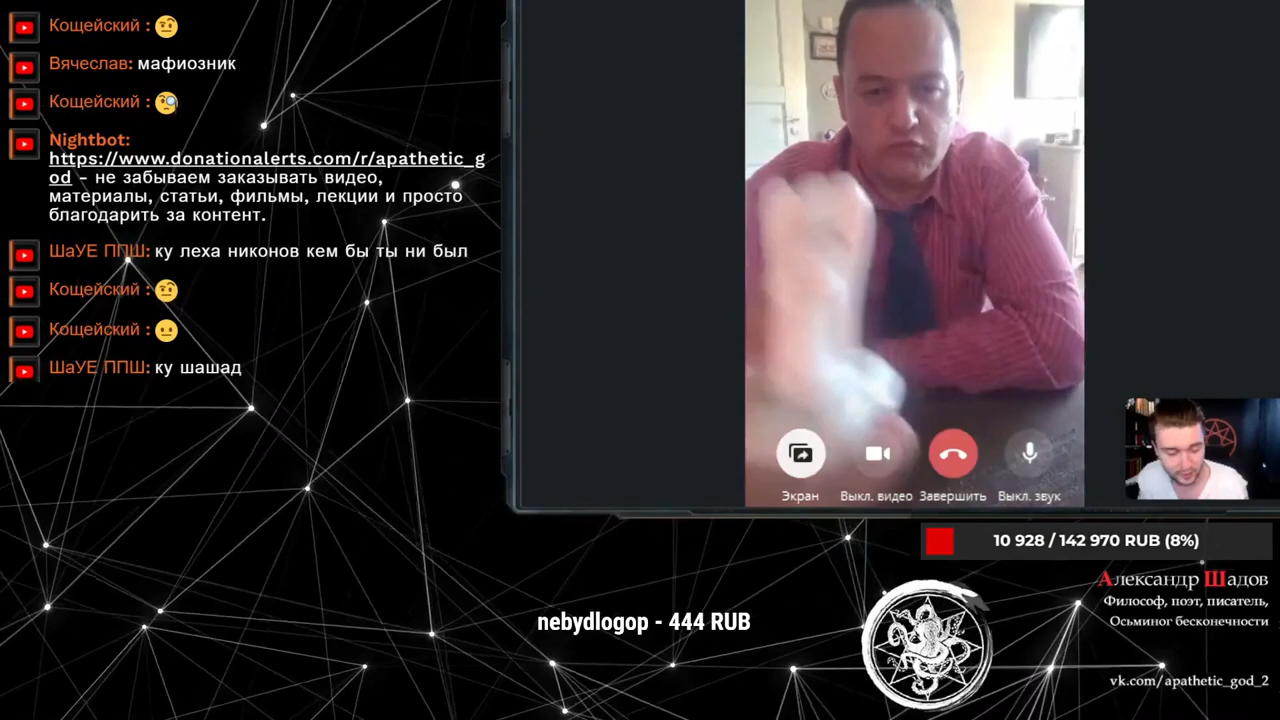 Кощейский :
Вячеслав: мафиозник
Кощейский :
Nightbot:
https://www.donationalerts.com/r/apathetic_g
od - не забываем заказывать видео,
материалы, статьи, фильмы, лекции и просто
благодарить за контент.
ШаУЕ ППШ: ку леха никонов кем бы ты ни был
Кощейский :
Кощейский :
ШаУЕ ППШ: ку шашад
Экран
Выкл. видео
Завершить
Выкл. звук
10 928 / 142 970 RUB (8%)
Александр Шадов
Философ, поэт, писатель,
Осьминог бесконечности
nebydlogop - 444 RUB
vk.com/apathetic_god_2